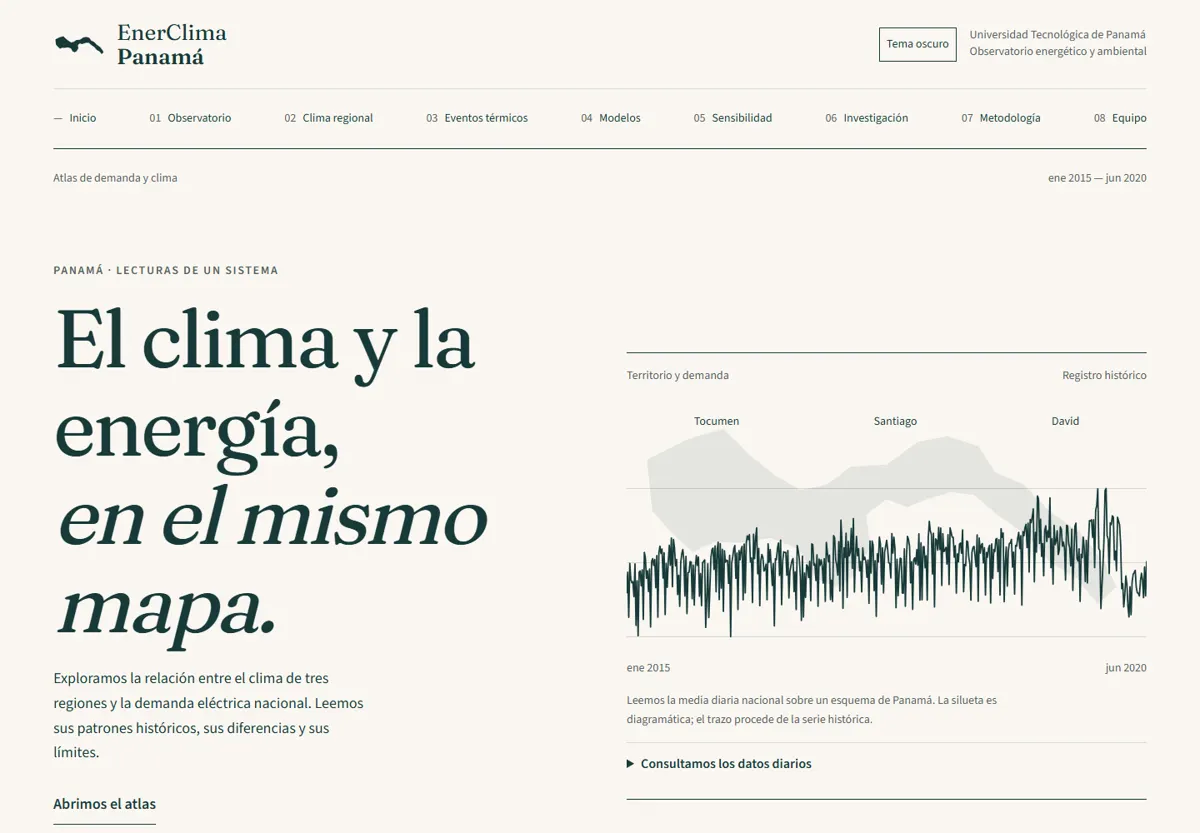 EnerClima
Panamá
Tema oscuro
Universidad Tecnológica de Panamá
Observatorio energético y ambiental
— Inicio
01 Observatorio
02 Clima regional
03 Eventos térmicos
04 Modelos
05 Sensibilidad
06 Investigación
07 Metodología
08 Equipo
Atlas de demanda y clima
ene 2015 — jun 2020
PANAMÁ · LECTURAS DE UN SISTEMA
El clima y la
energía,
en el mismo
mapa.
Exploramos la relación entre el clima de tres
regiones y la demanda eléctrica nacional. Leemos
sus patrones históricos, sus diferencias y sus
límites.
Abrimos el atlas
Territorio y demanda
Registro histórico
Tocumen
Santiago
David
ene 2015
jun 2020
Leemos la media diaria nacional sobre un esquema de Panamá. La silueta es
diagramática; el trazo procede de la serie histórica.
Consultamos los datos diarios